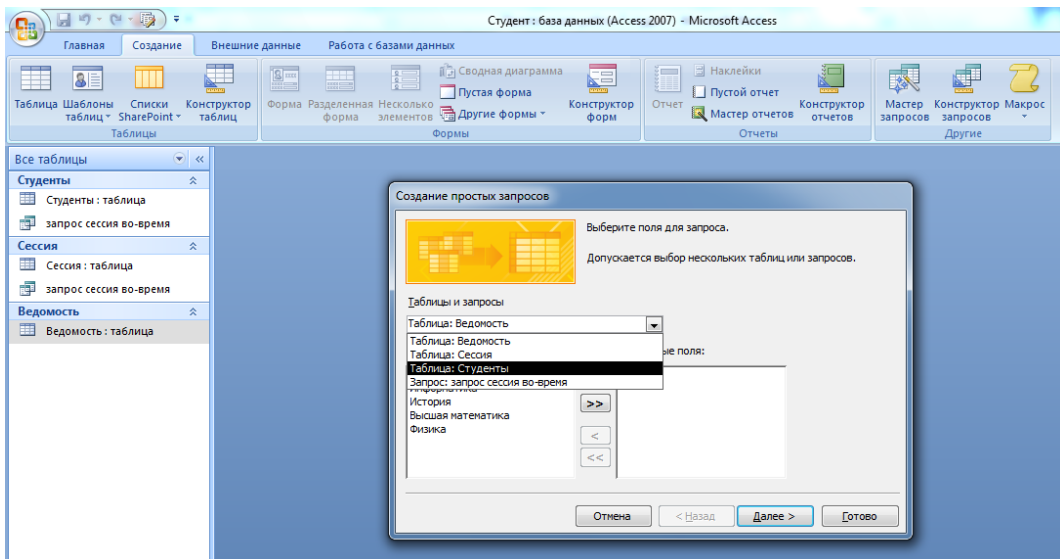 Студент : база данных (Access 2007) - Microsoft Access
Главная Создание Внешние данные Работа с базами данных
Таблица
Шаблоны таблиц
Списки SharePoint
Конструктор таблиц
Таблицы
Форма
Разделенная форма
Несколько элементов
Сводная диаграмма
Пустая форма
Другие формы
Конструктор форм
Формы
Отчет
Наклейки
Пустой отчет
Мастер отчетов
Конструктор отчетов
Отчеты
Мастер запросов
Конструктор запросов
Макрос
Другие
Все таблицы
Студенты
Студенты : таблица
запрос сессия во-время
Сессия
Сессия : таблица
запрос сессия во-время
Ведомость
Ведомость : таблица
Создание простых запросов
Выберите поля для запроса.
Допускается выбор нескольких таблиц или запросов.
Таблицы и запросы
Таблица: Ведомость
Таблица: Ведомость
Таблица: Сессия
Таблица: Студенты
Запрос: запрос сессия во-время
ые поля:
История
Высшая математика
Физика
>>
<
<<
Отмена
< Назад
Далее >
Готово